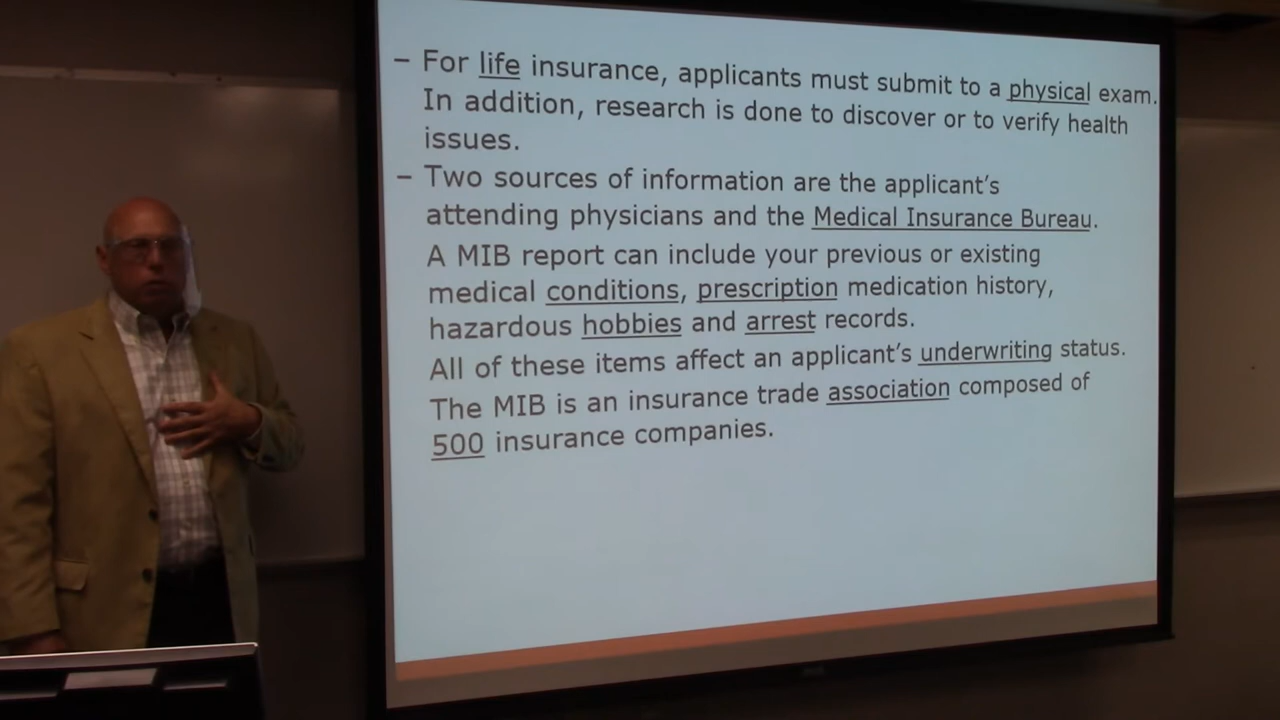 – For life insurance, applicants must submit to a physical exam.
In addition, research is done to discover or to verify health
issues.
– Two sources of information are the applicant's
attending physicians and the Medical Insurance Bureau.
A MIB report can include your previous or existing
medical conditions, prescription medication history,
hazardous hobbies and arrest records.
All of these items affect an applicant's underwriting status.
The MIB is an insurance trade association composed of
500 insurance companies.